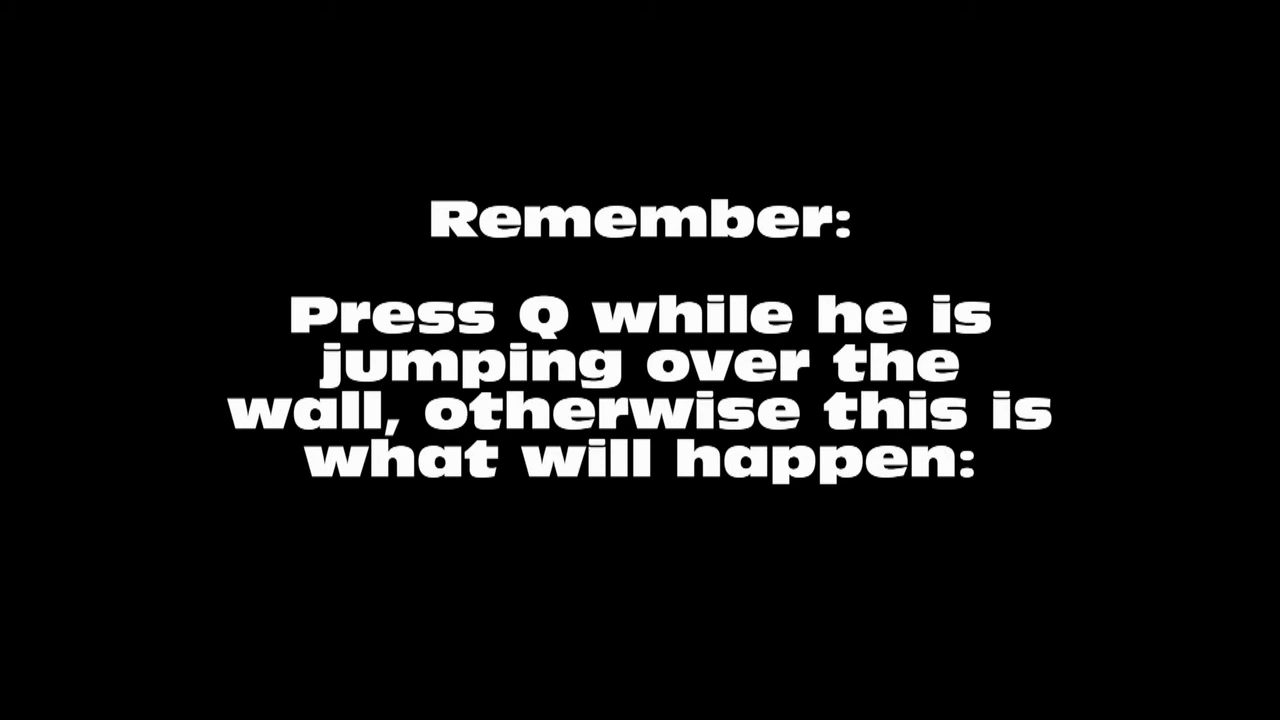 Remember:
Press Q while he is
jumping over the
wall, otherwise this is
what will happen: